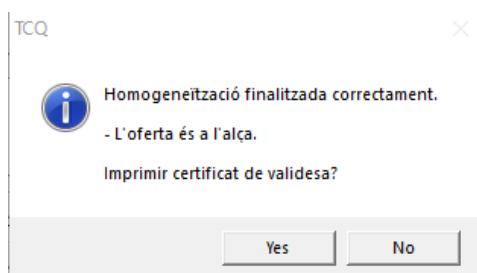 TCQ
Homogeneïtzació finalitzada correctament.
- L'oferta és a l'alça.
Imprimir certificat de validesa?
Yes
No